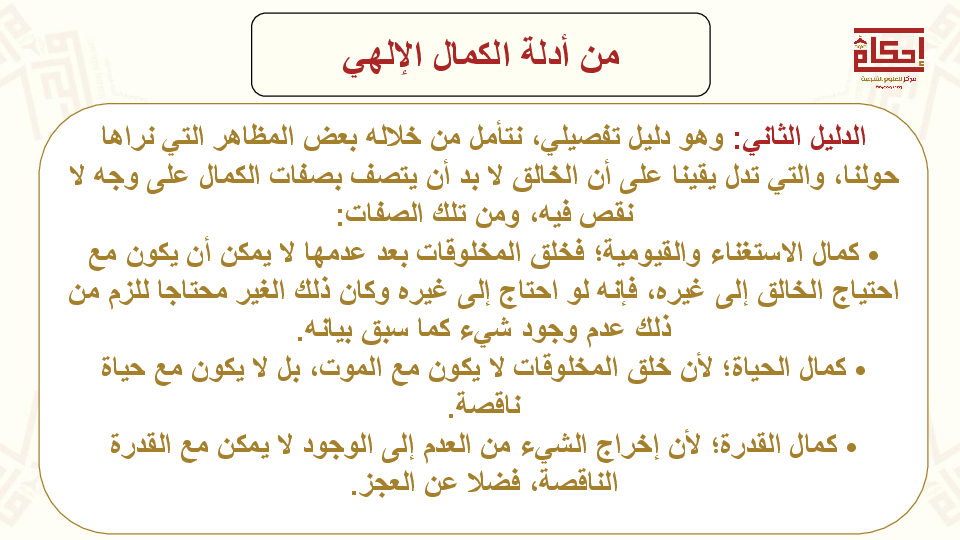 من أدلة الكمال الإلهي
إحكام
مركز للعلوم الشرعية
الدليل الثاني: وهو دليل تفصيلي، نتأمل من خلاله بعض المظاهر التي نراها
حولنا، والتي تدل يقينا على أن الخالق لا بد أن يتصف بصفات الكمال على وجه لا
نقص فيه، ومن تلك الصفات:
• كمال الاستغناء والقيومية؛ فخلق المخلوقات بعد عدمها لا يمكن أن يكون مع
احتياج الخالق إلى غيره، فإنه لو احتاج إلى غيره وكان ذلك الغير محتاجا للزم من
ذلك عدم وجود شيء كما سبق بيانه.
• كمال الحياة؛ لأن خلق المخلوقات لا يكون مع الموت، بل لا يكون مع حياة
ناقصة.
• كمال القدرة؛ لأن إخراج الشيء من العدم إلى الوجود لا يمكن مع القدرة
الناقصة، فضلا عن العجز.